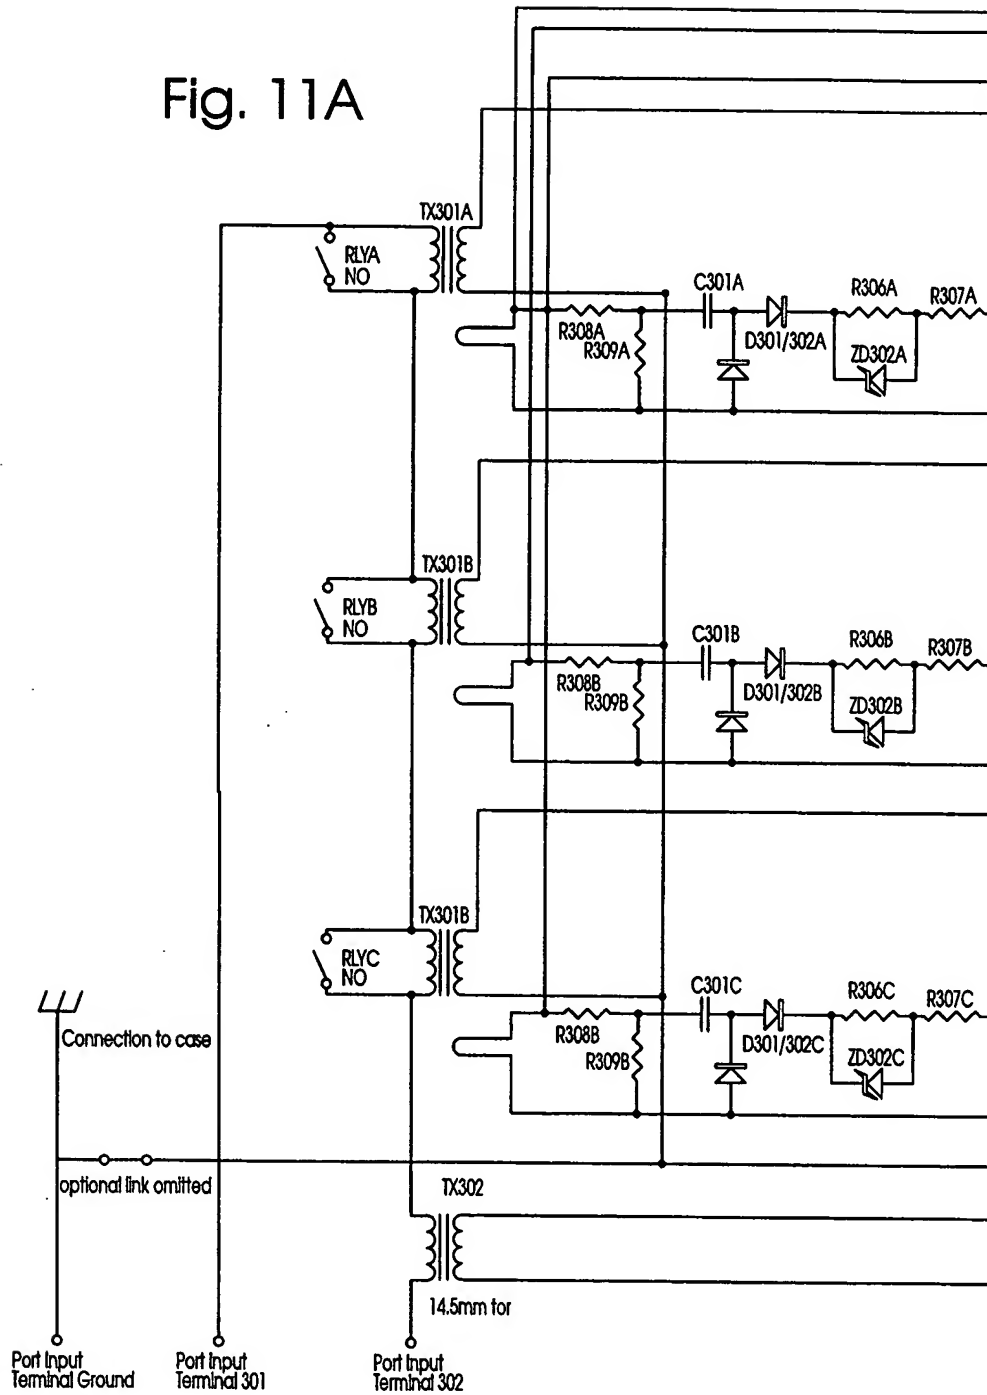 Fig. 11A
TX301A
RLYA
NO
C301A
R306A
R307A
R308A
R309A
D301/302A
ZD302A
TX301B
RLYB
NO
C301B
R306B
R307B
R308B
R309B
D301/302B
ZD302B
TX301B
RLYC
NO
C301C
R306C
R307C
R308B
R309B
D301/302C
ZD302C
Connection to case
optional link omitted
TX302
14.5mm tor
Port Input
Terminal Ground
Port Input
Terminal 301
Port Input
Terminal 302